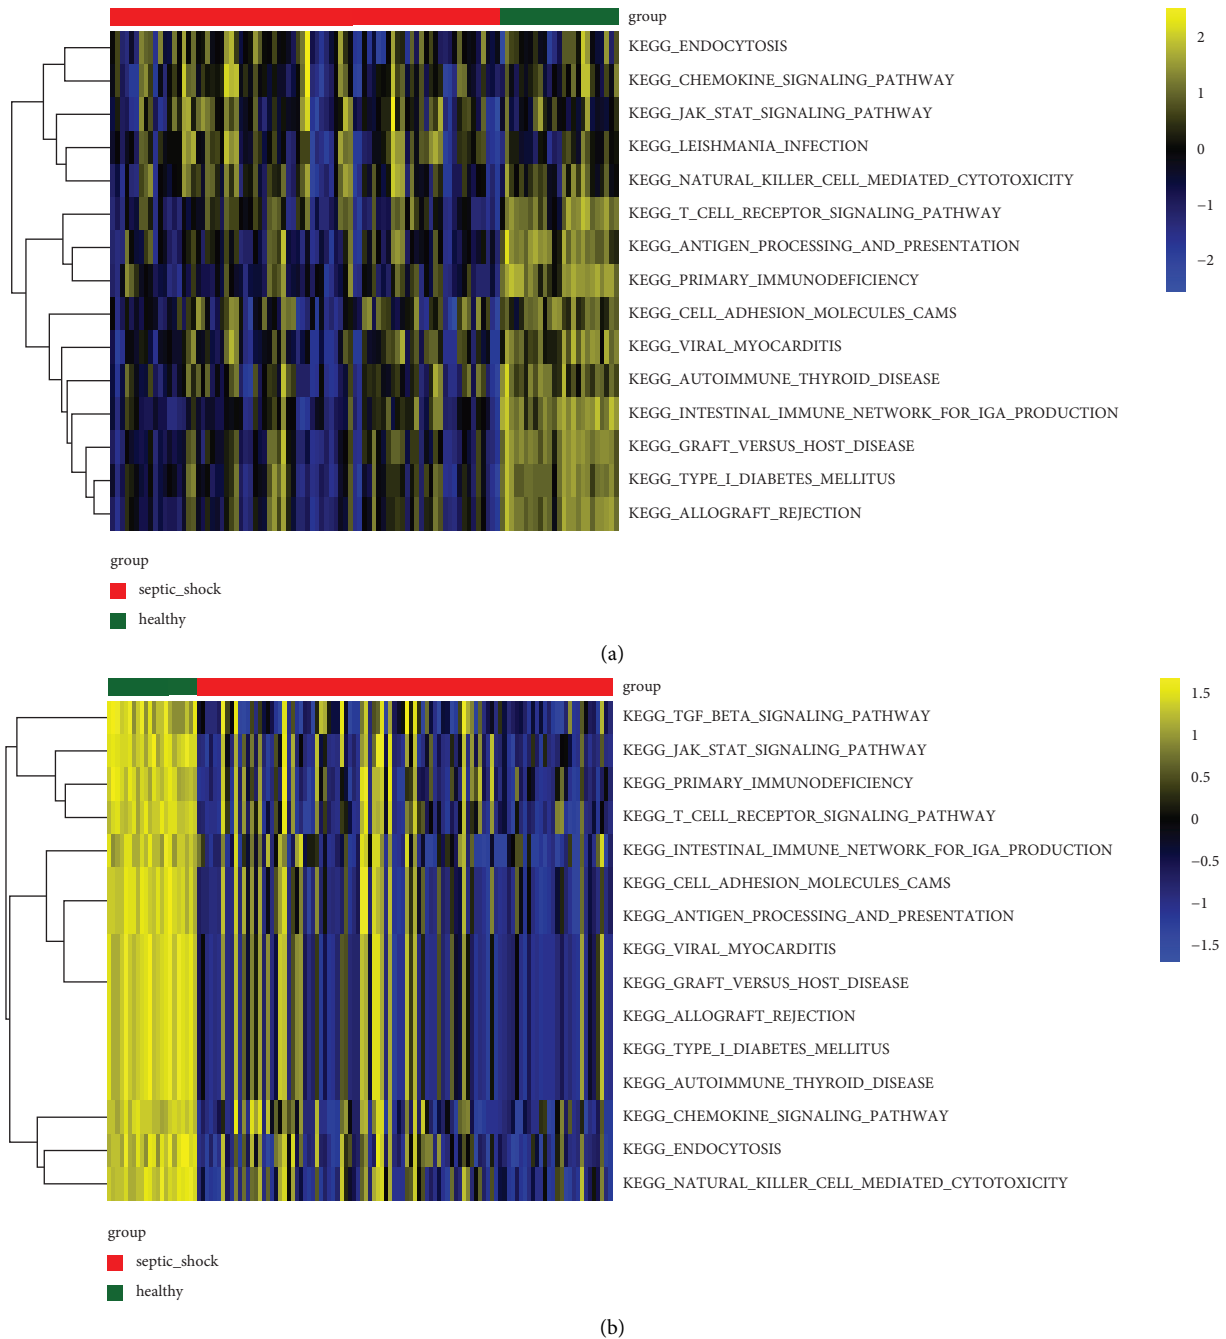 group
KEGG_ENDOCYTOSIS
KEGG_CHEMOKINE_SIGNALING_PATHWAY
KEGG_JAK_STAT_SIGNALING_PATHWAY
KEGG_LEISHMANIA_INFECTION
KEGG_NATURAL_KILLER_CELL_MEDIATED_CYTOTOXICITY
KEGG_T_CELL_RECEPTOR_SIGNALING_PATHWAY
KEGG_ANTIGEN_PROCESSING_AND_PRESENTATION
KEGG_PRIMARY_IMMUNODEFICIENCY
KEGG_CELL_ADHESION_MOLECULES_CAMS
KEGG_VIRAL_MYOCARDITIS
KEGG_AUTOIMMUNE_THYROID_DISEASE
KEGG_INTESTINAL_IMMUNE_NETWORK_FOR_IGA_PRODUCTION
KEGG_GRAFT_VERSUS_HOST_DISEASE
KEGG_TYPE_I_DIABETES_MELLITUS
KEGG_ALLOGRAFT_REJECTION
2
1
0
−1
−2
group
septic_shock
healthy
(a)
group
KEGG_TGF_BETA_SIGNALING_PATHWAY
KEGG_JAK_STAT_SIGNALING_PATHWAY
KEGG_PRIMARY_IMMUNODEFICIENCY
KEGG_T_CELL_RECEPTOR_SIGNALING_PATHWAY
KEGG_INTESTINAL_IMMUNE_NETWORK_FOR_IGA_PRODUCTION
KEGG_CELL_ADHESION_MOLECULES_CAMS
KEGG_ANTIGEN_PROCESSING_AND_PRESENTATION
KEGG_VIRAL_MYOCARDITIS
KEGG_GRAFT_VERSUS_HOST_DISEASE
KEGG_ALLOGRAFT_REJECTION
KEGG_TYPE_I_DIABETES_MELLITUS
KEGG_AUTOIMMUNE_THYROID_DISEASE
KEGG_CHEMOKINE_SIGNALING_PATHWAY
KEGG_ENDOCYTOSIS
KEGG_NATURAL_KILLER_CELL_MEDIATED_CYTOTOXICITY
1.5
1
0.5
0
−0.5
−1
−1.5
group
septic_shock
healthy
(b)